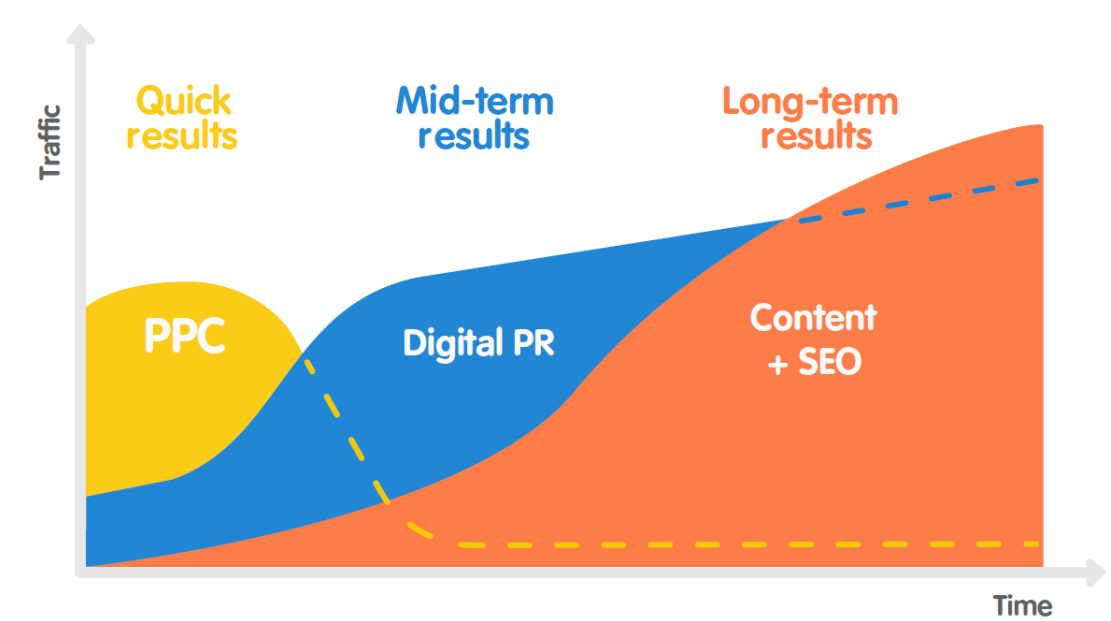 Quick
results
Mid-term
results
Long-term
results
Traffic
PPC
Digital PR
Content
+ SEO
Time